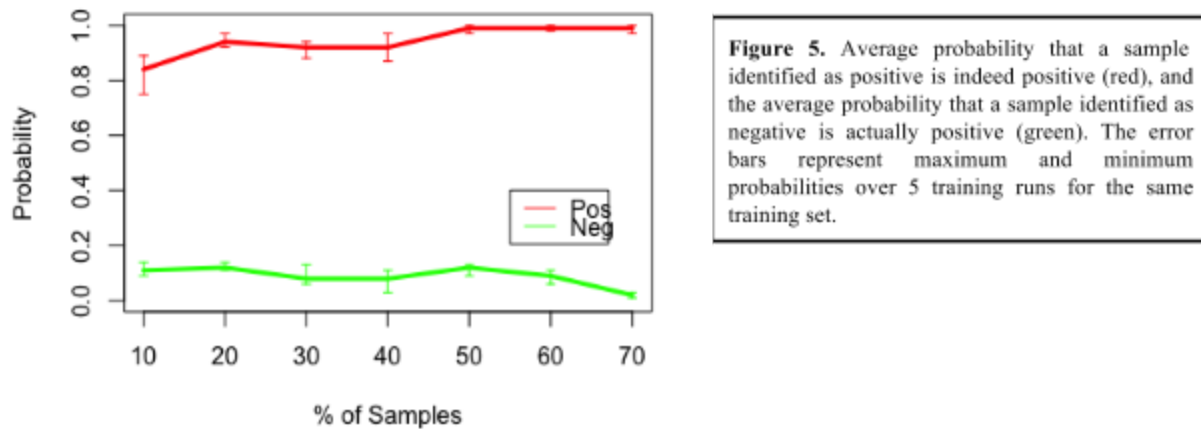 1.0
0.8
0.6
0.4
0.2
0.0
Probability
Pos
Neg
10 20 30 40 50 60 70
% of Samples
Figure 5. Average probability that a sample
identified as positive is indeed positive (red), and
the average probability that a sample identified as
negative is actually positive (green). The error
bars represent maximum and minimum
probabilities over 5 training runs for the same
training set.